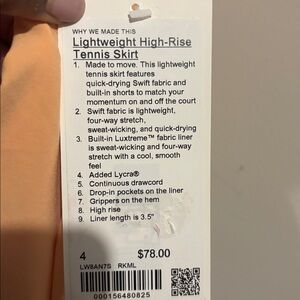 WHY WE MADE THIS
Lightweight High-Rise
Tennis Skirt
1. Made to move. This lightweight
tennis skirt features
quick-drying Swift fabric and
built-in shorts to match your
momentum on and off the court
2. Swift fabric is lightweight,
four-way stretch,
sweat-wicking, and quick-drying
3. Built-in Luxtreme™ fabric liner
is sweat-wicking and four-way
stretch with a cool, smooth
feel
4. Added Lycra®
5. Continuous drawcord
6. Drop-in pockets on the liner
7. Grippers on the hem
8. High rise
9. Liner length is 3.5"
4 $78.00
LW8AN7S RKML
000156480825